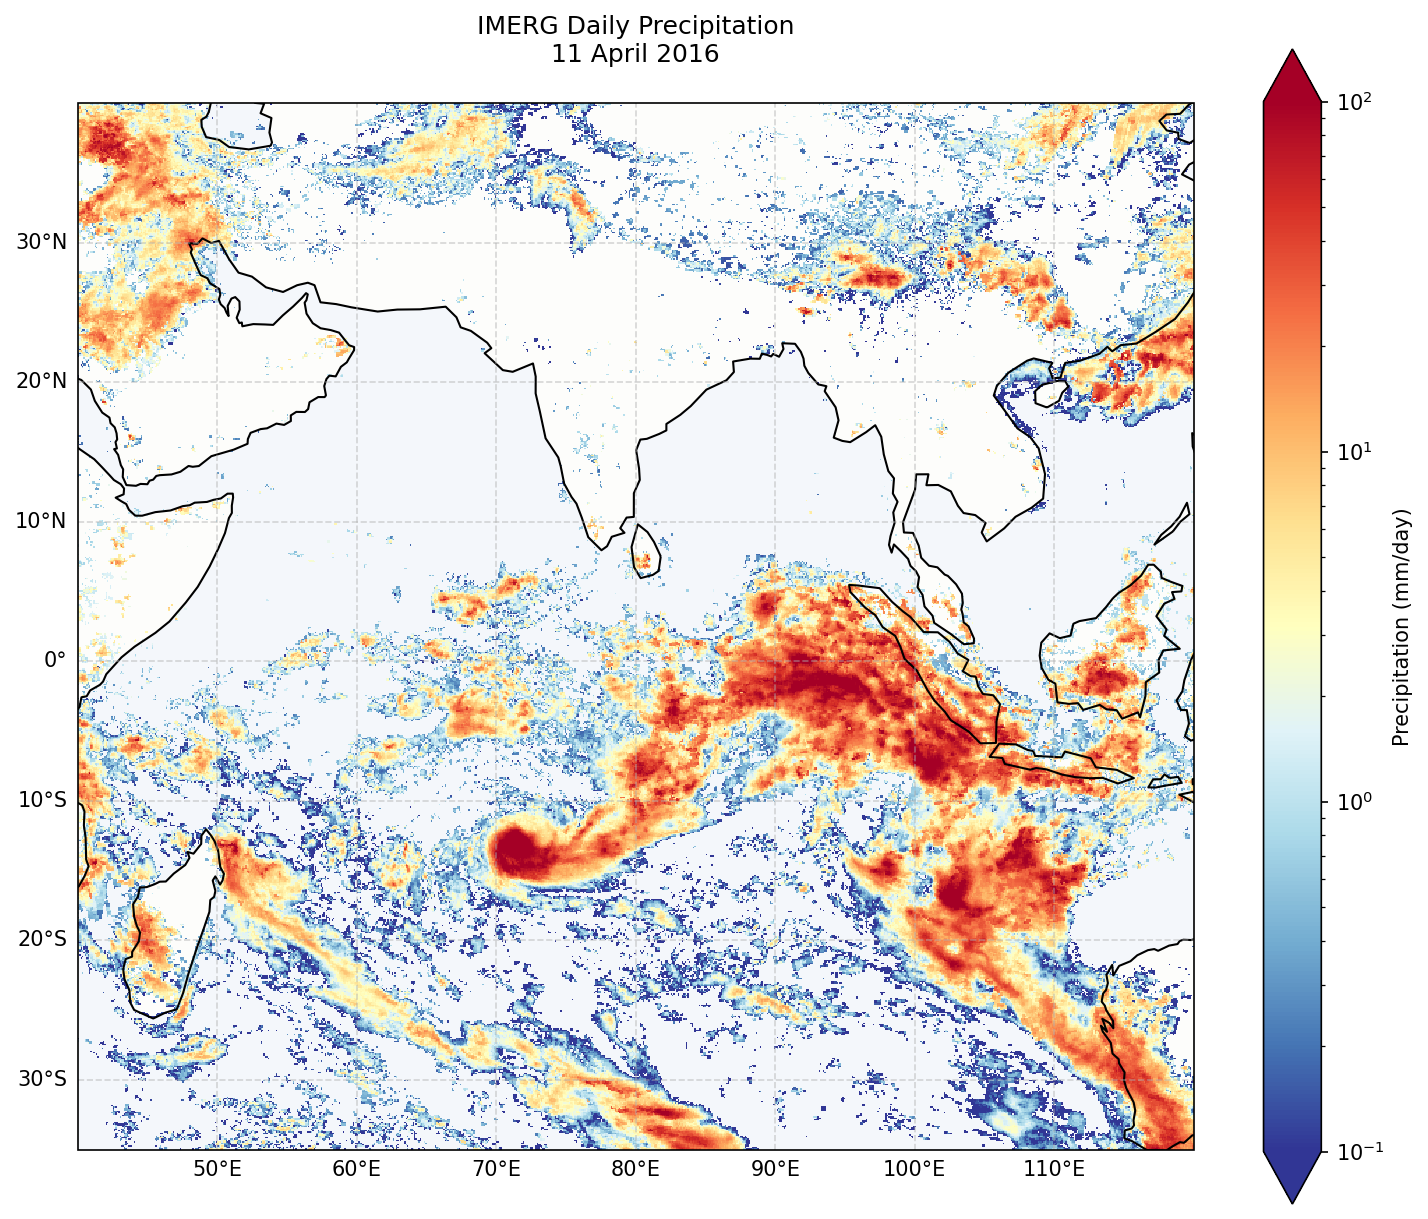 IMERG Daily Precipitation
11 April 2016
30°N
20°N
10°N
0°
10°S
20°S
30°S
50°E 60°E 70°E 80°E 90°E 100°E 110°E
10²
10¹
10⁰
10⁻¹
Precipitation (mm/day)